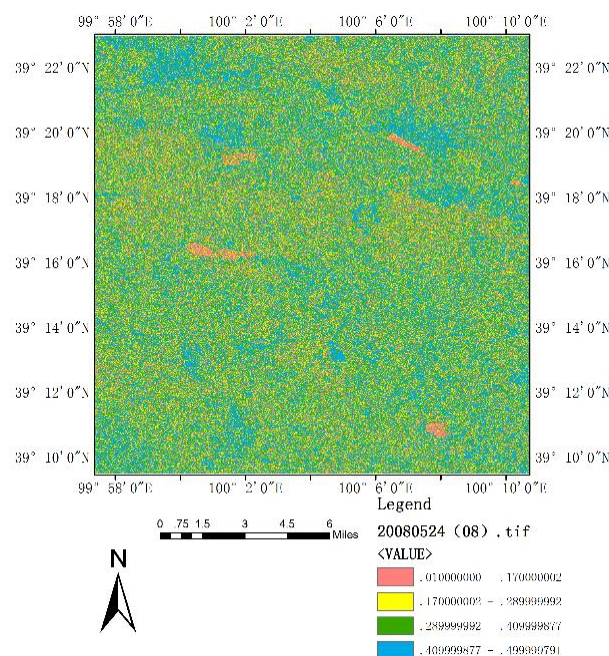 99° 58′0″E 100° 2′0″E 100° 6′0″E 100° 10′0″E
39° 22′0″N 39° 22′0″N
39° 20′0″N 39° 20′0″N
39° 18′0″N 39° 18′0″N
39° 16′0″N 39° 16′0″N
39° 14′0″N 39° 14′0″N
39° 12′0″N 39° 12′0″N
39° 10′0″N 39° 10′0″N
99° 58′0″E 100° 2′0″E 100° 6′0″E 100° 10′0″E
Legend
0 .75 1.5 3 4.5 6
Miles
20080524 (08) .tif
<VALUE>
N
.010000000 .170000002
.170000002 - .289999992
.289999992 .409999877
.409999877 - .499999791